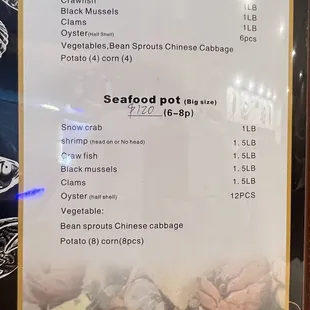 Crawfish 1LB
Black Mussels 1LB
Clams 1LB
Oyster(Half Shell) 6pcs
Vegetables,Bean Sprouts Chinese Cabbage
Potato (4) corn (4)
Seafood pot (Big size)
$120 (6-8p)
Snow crab 1LB
shrimp (head on or No head) 1.5LB
Craw fish 1.5LB
Black mussels 1.5LB
Clams 1.5LB
Oyster (half shell) 12PCS
Vegetable:
Bean sprouts Chinese cabbage
Potato (8) corn(8pcs)